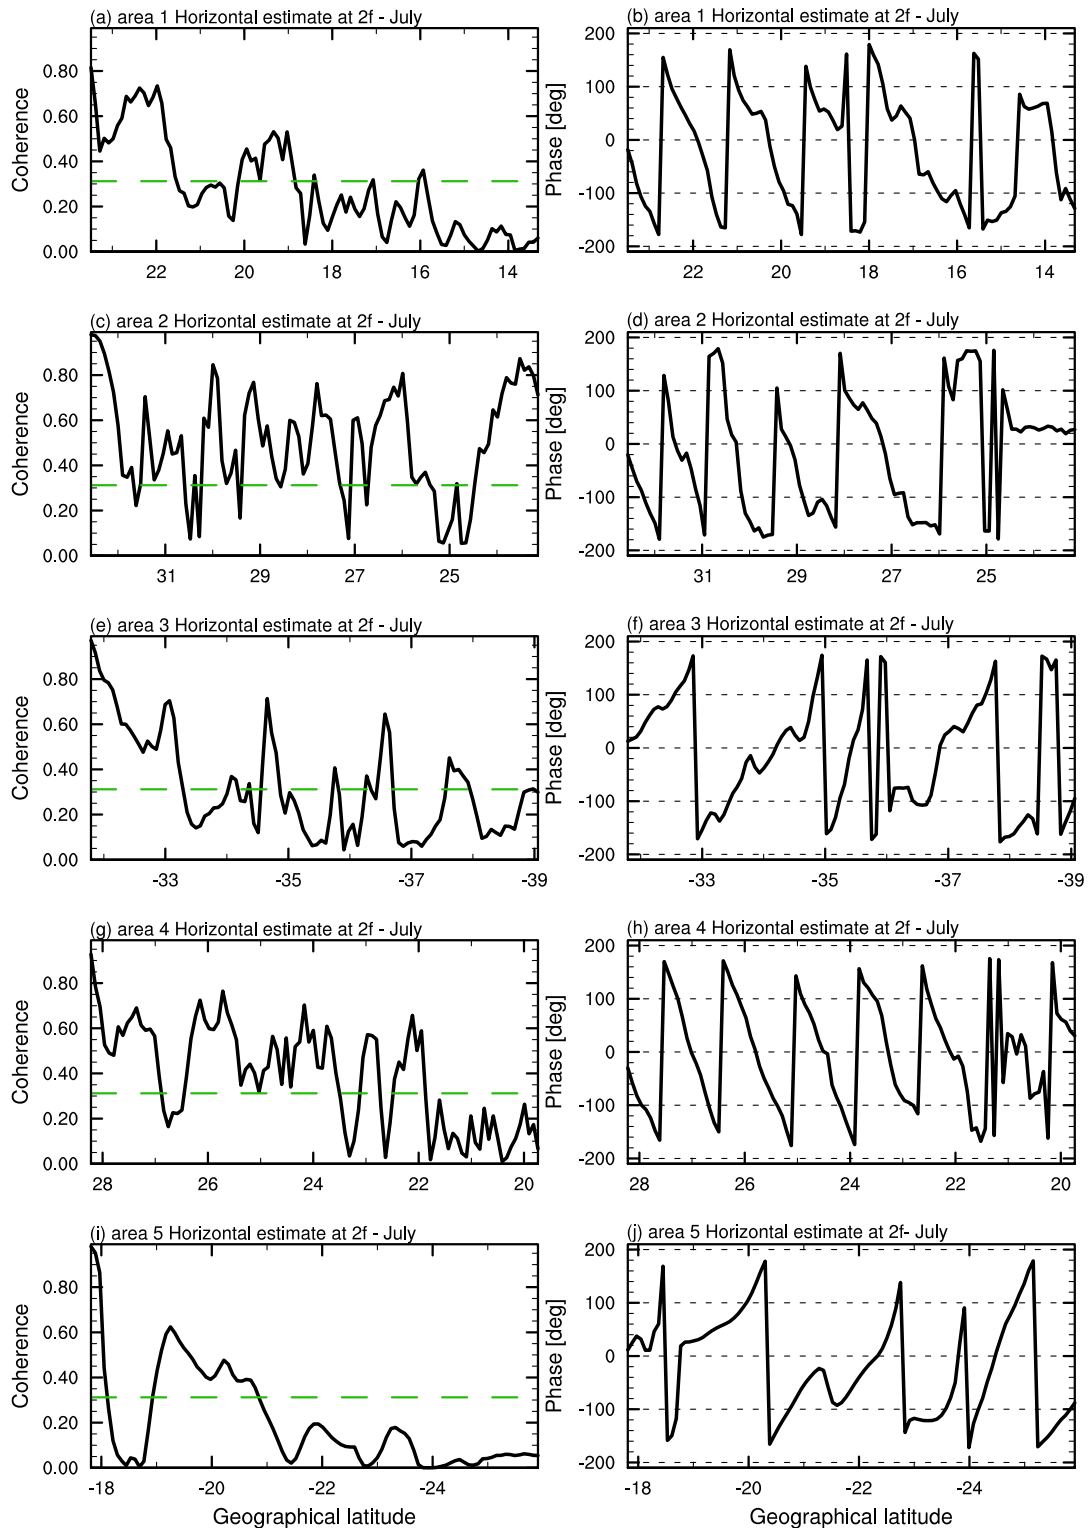 (a) area 1 Horizontal estimate at 2f - July
(b) area 1 Horizontal estimate at 2f - July
Coherence
0.80
0.60
0.40
0.20
0.00
22 20 18 16 14
Phase [deg]
200
100
0
-100
-200
22 20 18 16 14
(c) area 2 Horizontal estimate at 2f - July
(d) area 2 Horizontal estimate at 2f - July
Coherence
0.80
0.60
0.40
0.20
0.00
31 29 27 25
Phase [deg]
200
100
0
-100
-200
31 29 27 25
(e) area 3 Horizontal estimate at 2f - July
(f) area 3 Horizontal estimate at 2f - July
Coherence
0.80
0.60
0.40
0.20
0.00
-33 -35 -37 -39
Phase [deg]
200
100
0
-100
-200
-33 -35 -37 -39
(g) area 4 Horizontal estimate at 2f - July
(h) area 4 Horizontal estimate at 2f - July
Coherence
0.80
0.60
0.40
0.20
0.00
28 26 24 22 20
Phase [deg]
200
100
0
-100
-200
28 26 24 22 20
(i) area 5 Horizontal estimate at 2f - July
(j) area 5 Horizontal estimate at 2f- July
Coherence
0.80
0.60
0.40
0.20
0.00
-18 -20 -22 -24
Geographical latitude
Phase [deg]
200
100
0
-100
-200
-18 -20 -22 -24
Geographical latitude